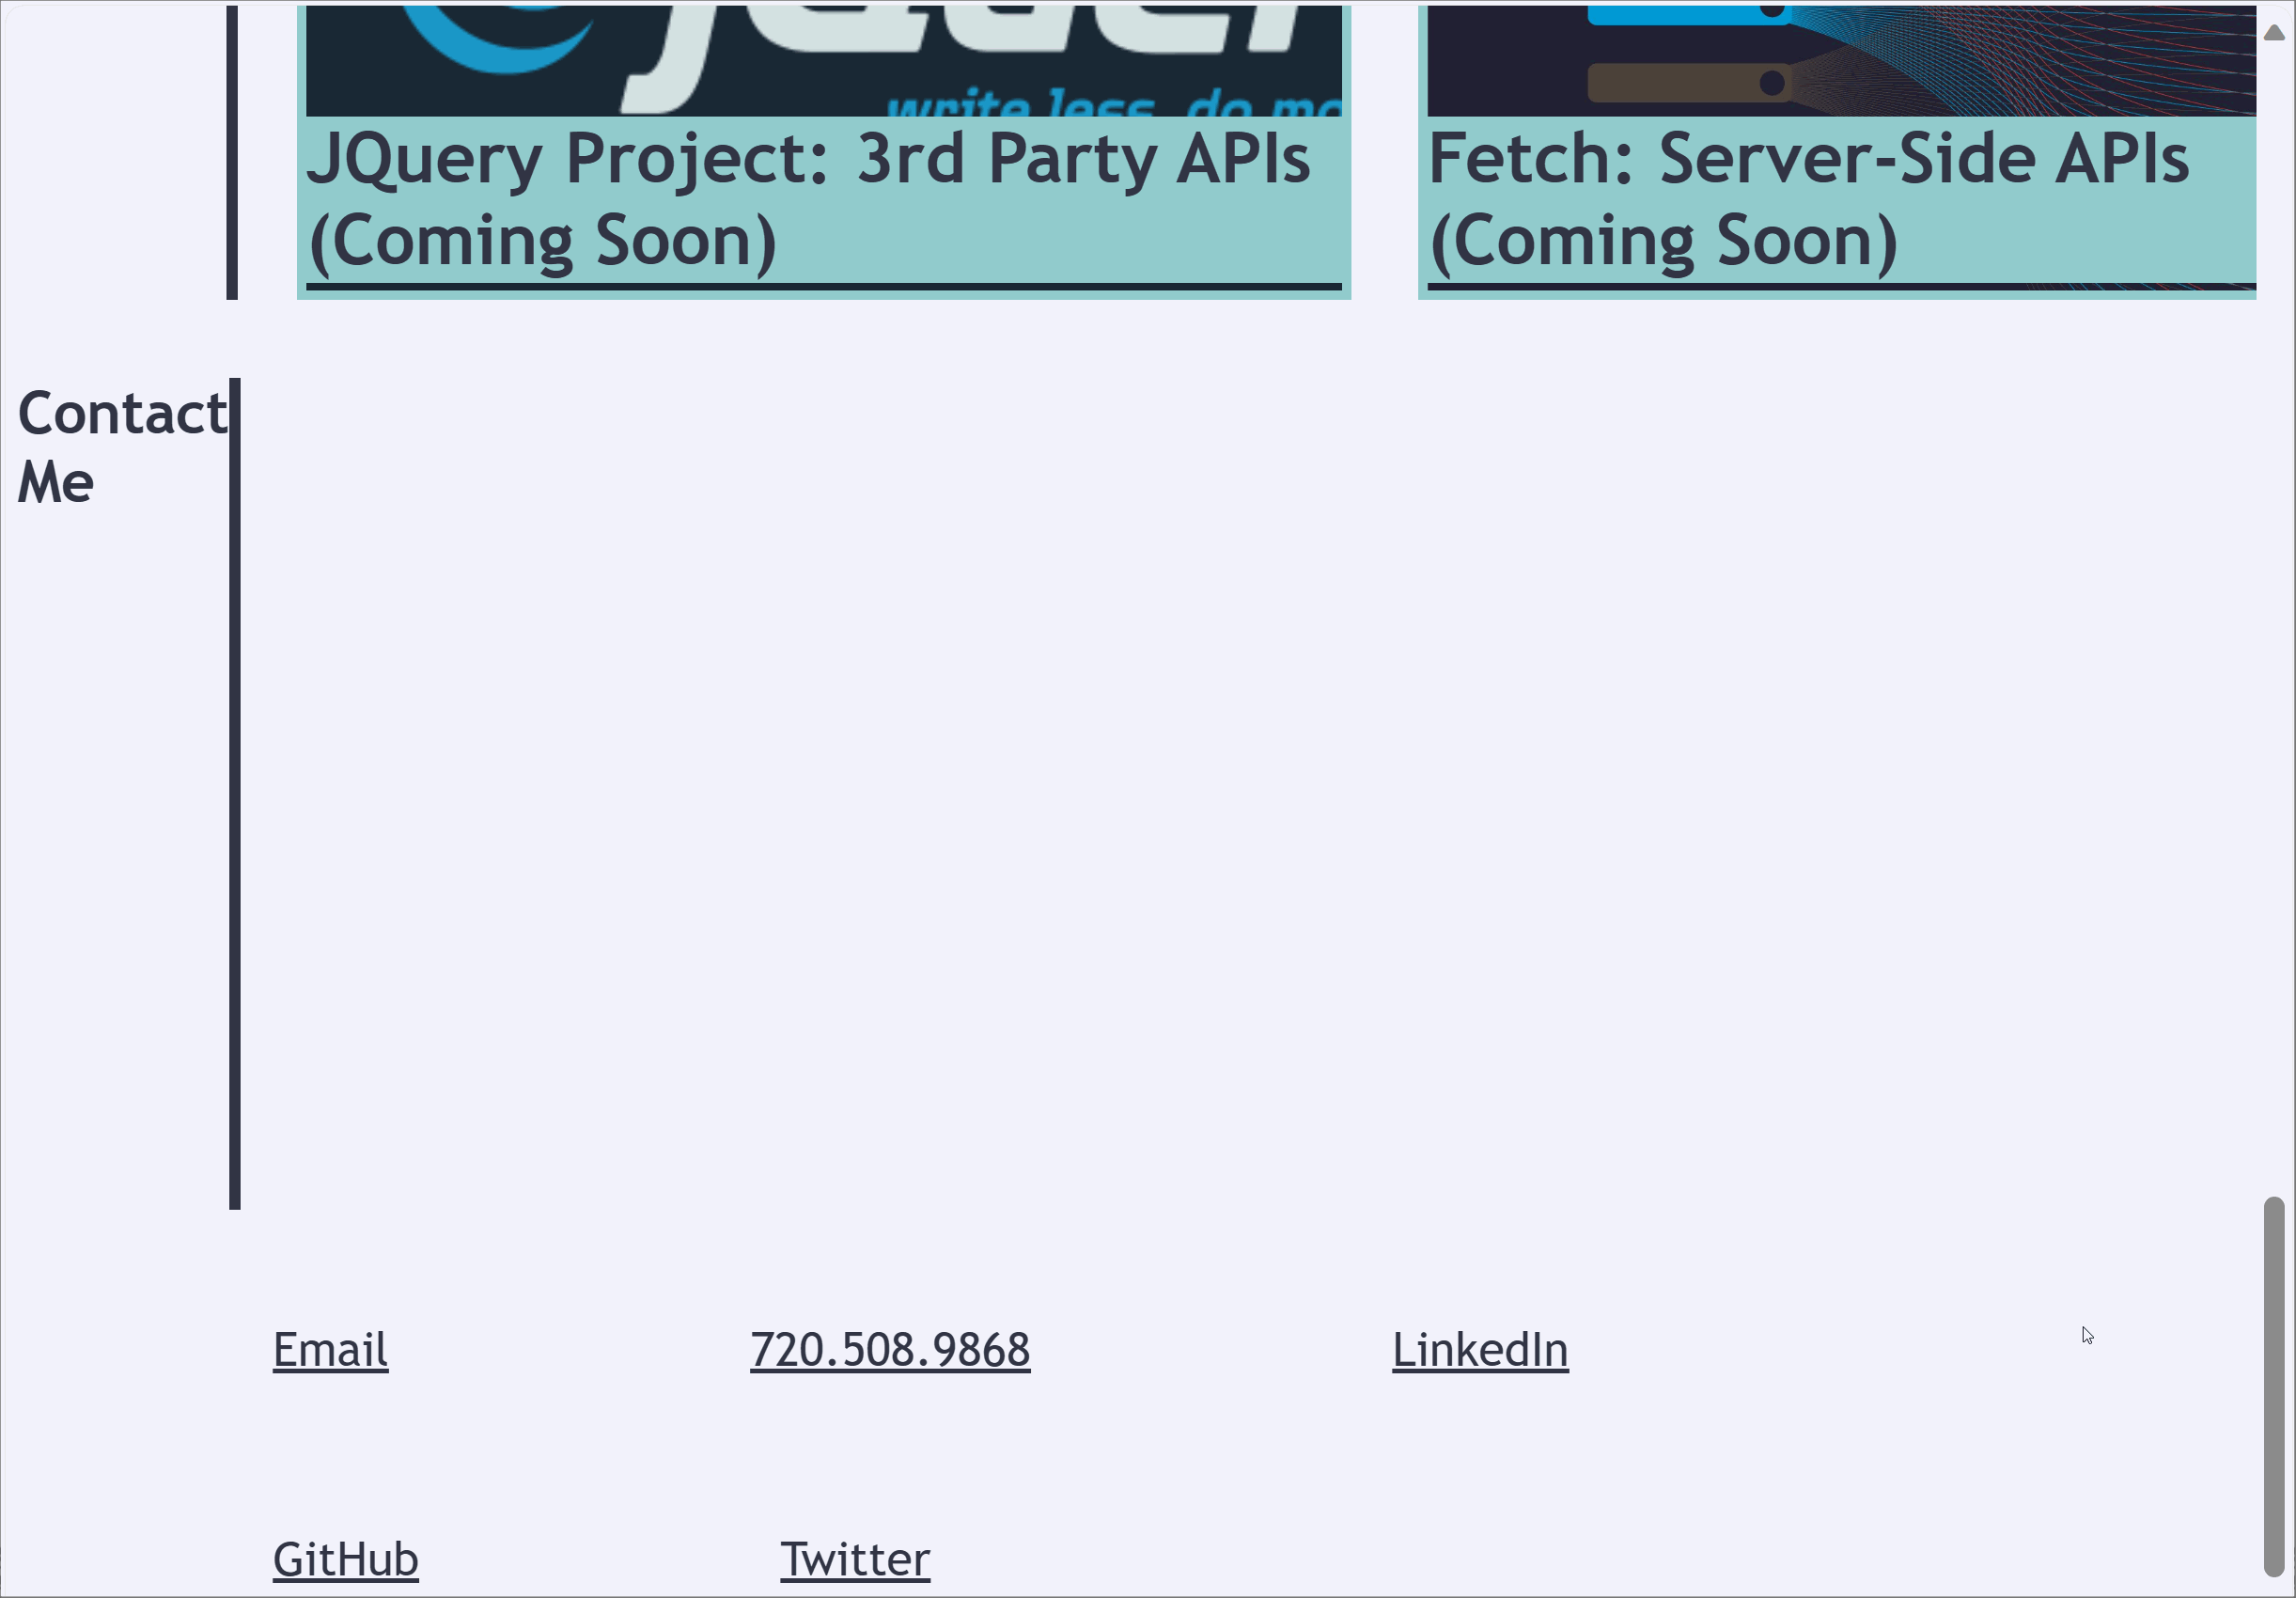 write less, do mo
JQuery Project: 3rd Party APIs
(Coming Soon)
Fetch: Server-Side APIs
(Coming Soon)
Contact
Me
Email
720.508.9868
LinkedIn
GitHub
Twitter